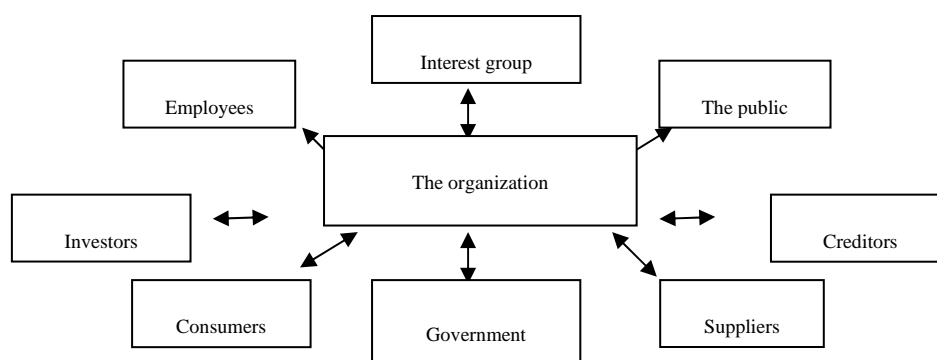 Interest group
Employees
The public
The organization
Investors
Creditors
Consumers
Government
Suppliers